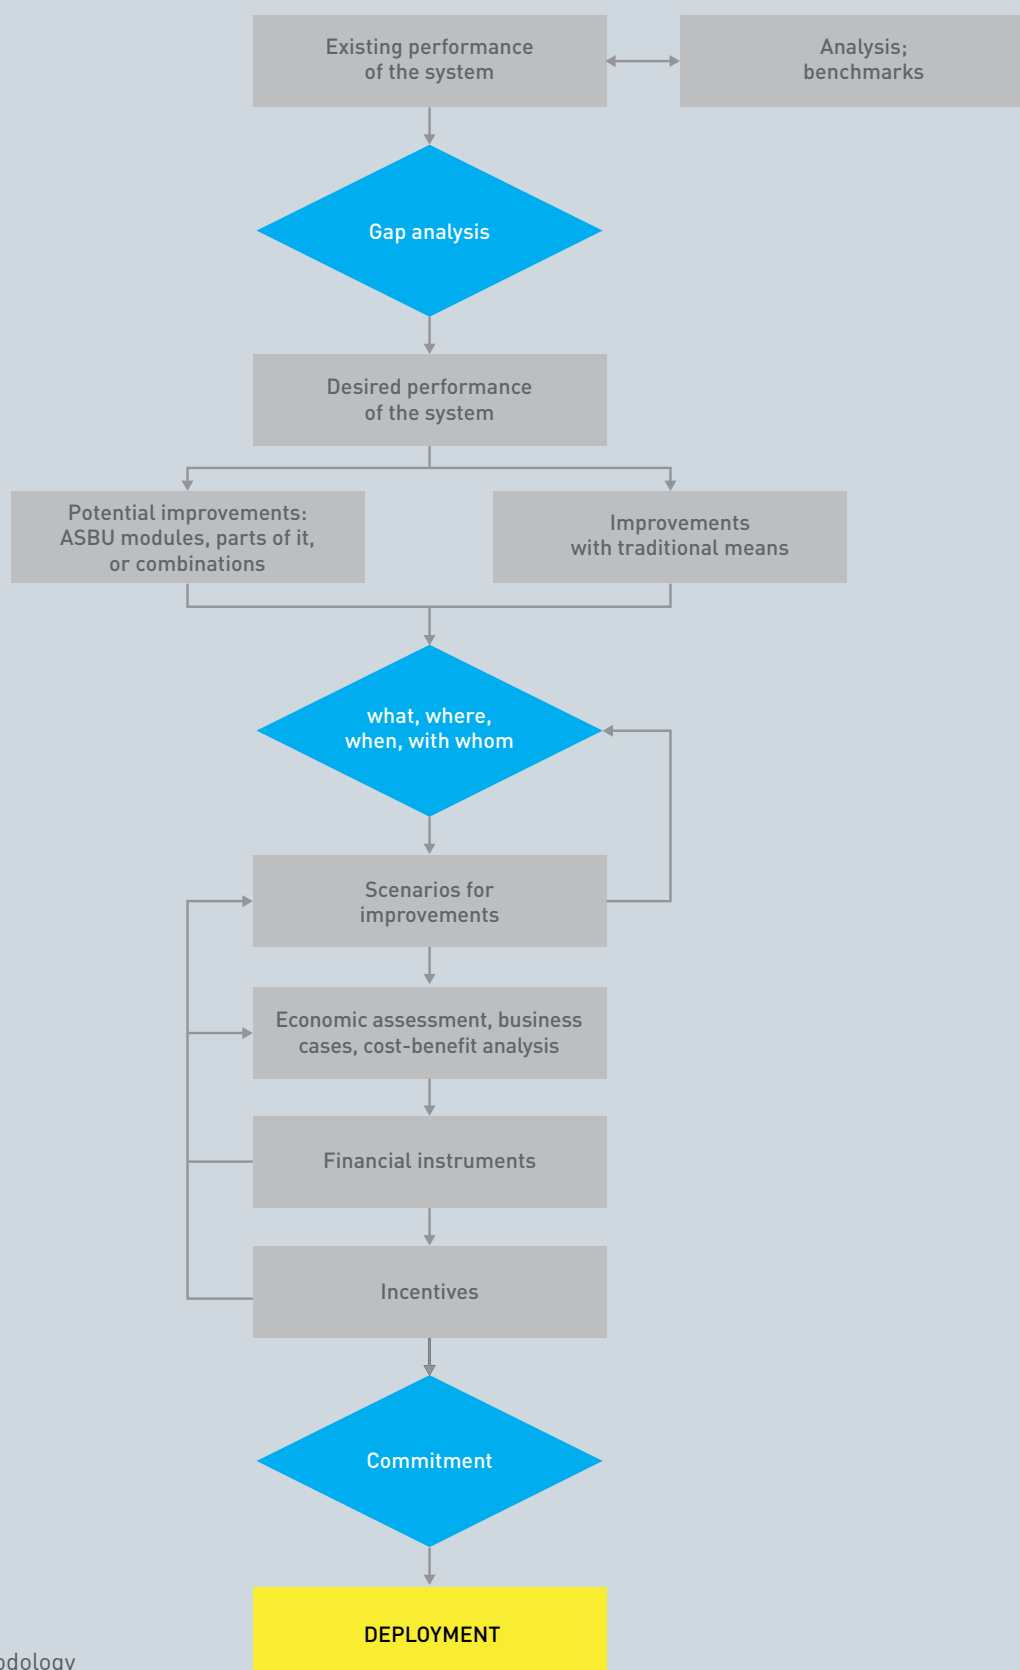 Existing performance
of the system
Analysis;
benchmarks
Gap analysis
Desired performance
of the system
Potential improvements:
ASBU modules, parts of it,
or combinations
Improvements
with traditional means
what, where,
when, with whom
Scenarios for
improvements
Economic assessment, business
cases, cost-benefit analysis
Financial instruments
Incentives
Commitment
DEPLOYMENT